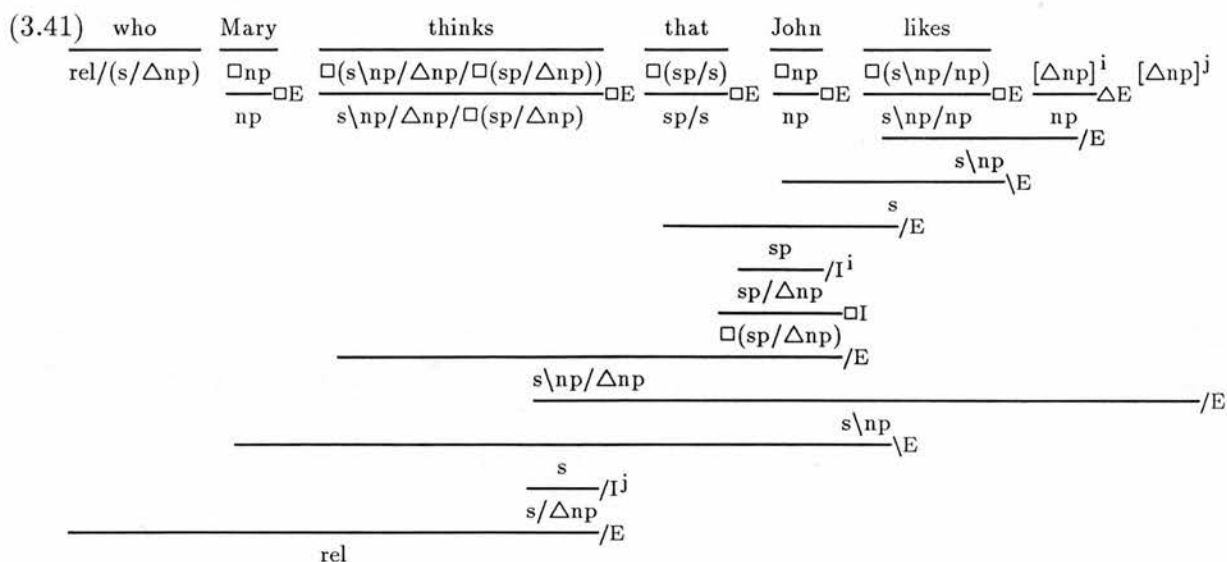 (3.41) who Mary thinks that John likes
rel/(s/△np) □np □(s\np/△np/□(sp/△np)) □(sp/s) □np □(s\np/np) [△np]ⁱ [△np]ʲ
□E □E □E □E □E △E
np s\np/△np/□(sp/△np) sp/s np s\np/np np
/E
s\np
\E
s
/E
sp
/Iⁱ
sp/△np
□I
□(sp/△np)
/E
s\np/△np
/E
s\np
\E
s
/Iʲ
s/△np
/E
rel